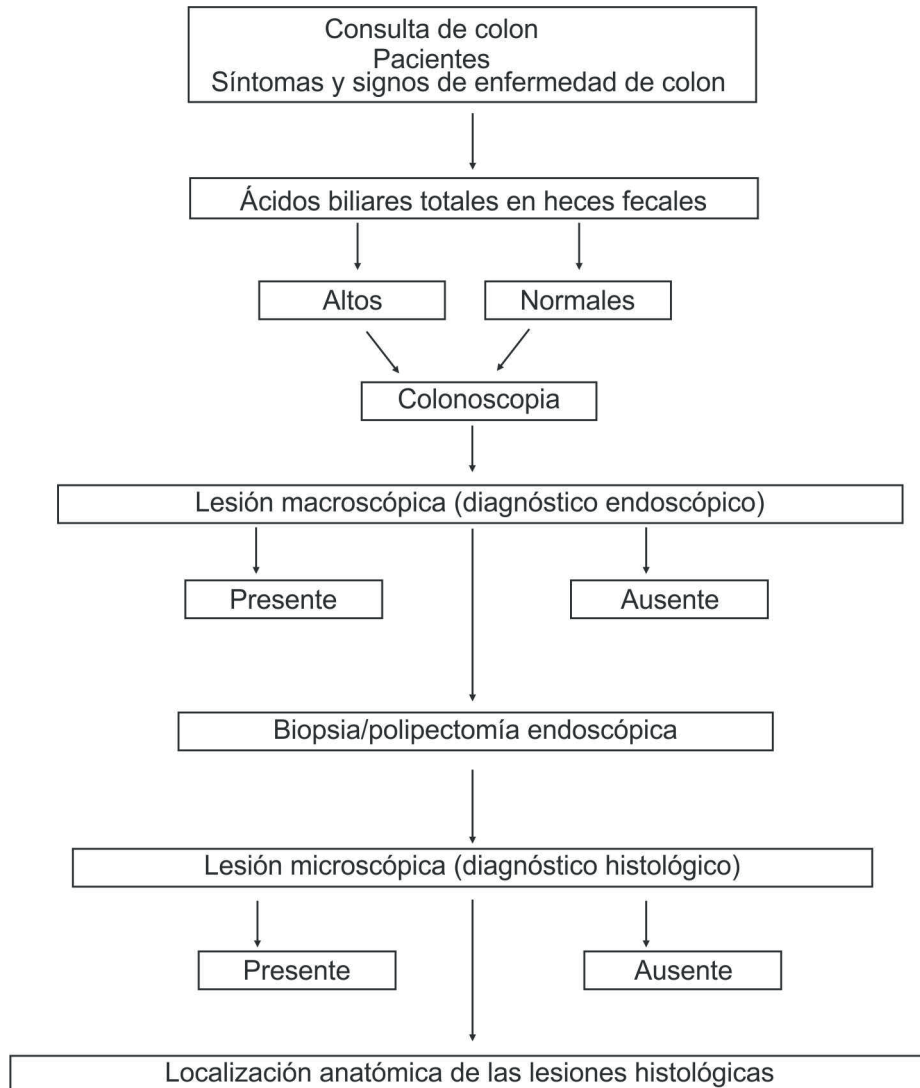 Consulta de colon
Pacientes
Síntomas y signos de enfermedad de colon
Ácidos biliares totales en heces fecales
Altos
Normales
Colonoscopia
Lesión macroscópica (diagnóstico endoscópico)
Presente
Ausente
Biopsia/polipectomía endoscópica
Lesión microscópica (diagnóstico histológico)
Presente
Ausente
Localización anatómica de las lesiones histológicas